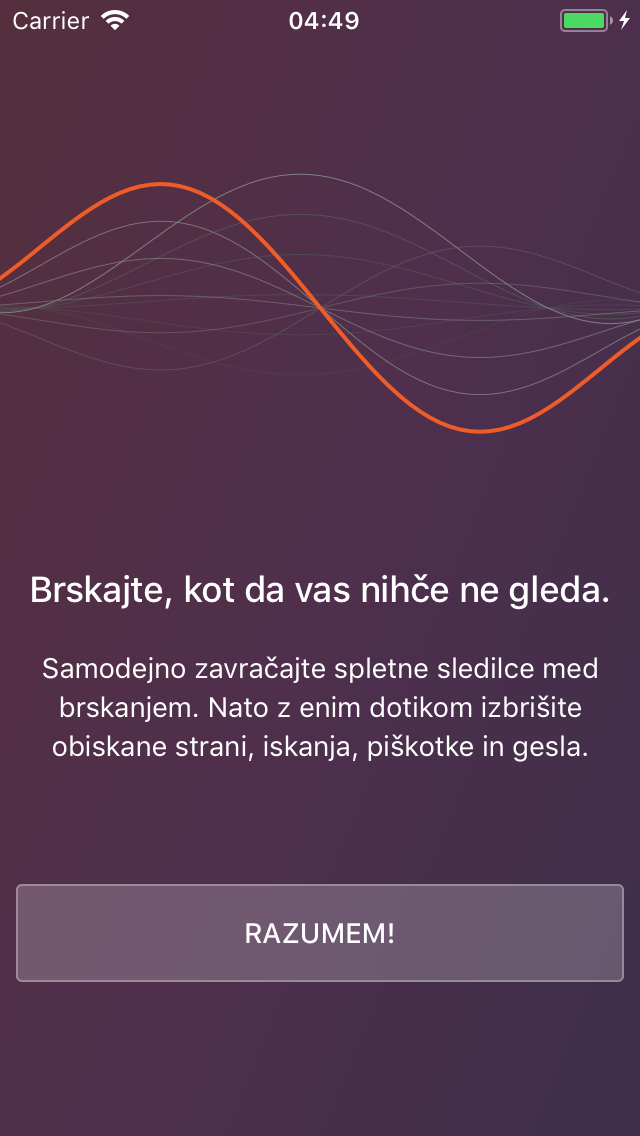 Carrier 04:49
Brskajte, kot da vas nihče ne gleda.
Samodejno zavračajte spletne sledilce med
brskanjem. Nato z enim dotikom izbrišite
obiskane strani, iskanja, piškotke in gesla.
RAZUMEM!